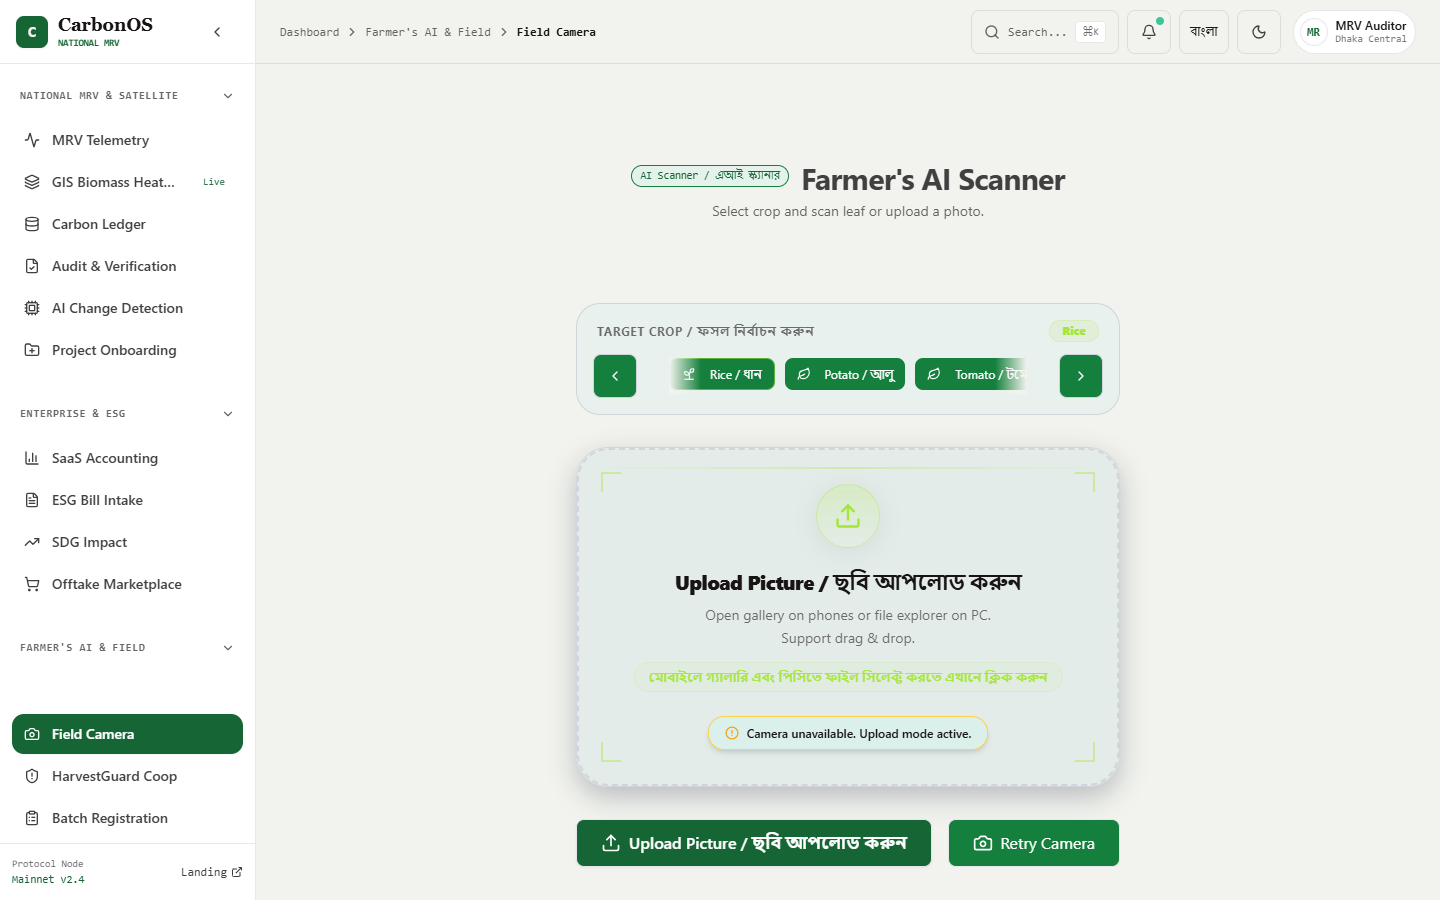 C
CarbonOS
NATIONAL MRV
Dashboard > Farmer's AI & Field > Field Camera
Search... ⌘K
বাংলা
MR
MRV Auditor
Dhaka Central
NATIONAL MRV & SATELLITE
MRV Telemetry
GIS Biomass Heat... Live
Carbon Ledger
Audit & Verification
AI Change Detection
Project Onboarding
ENTERPRISE & ESG
SaaS Accounting
ESG Bill Intake
SDG Impact
Offtake Marketplace
FARMER'S AI & FIELD
Field Camera
HarvestGuard Coop
Batch Registration
Protocol Node
Mainnet v2.4
Landing
AI Scanner / এআই স্ক্যানার
Farmer's AI Scanner
Select crop and scan leaf or upload a photo.
TARGET CROP / ফসল নির্বাচন করুন
Rice
Rice / ধান
Potato / আলু
Tomato /
Upload Picture / ছবি আপলোড করুন
Open gallery on phones or file explorer on PC.
Support drag & drop.
মোবাইলে গ্যালারি এবং পিসিতে ফাইল সিলেক্ট করতে এখানে ক্লিক করুন
Camera unavailable. Upload mode active.
Upload Picture / ছবি আপলোড করুন
Retry Camera